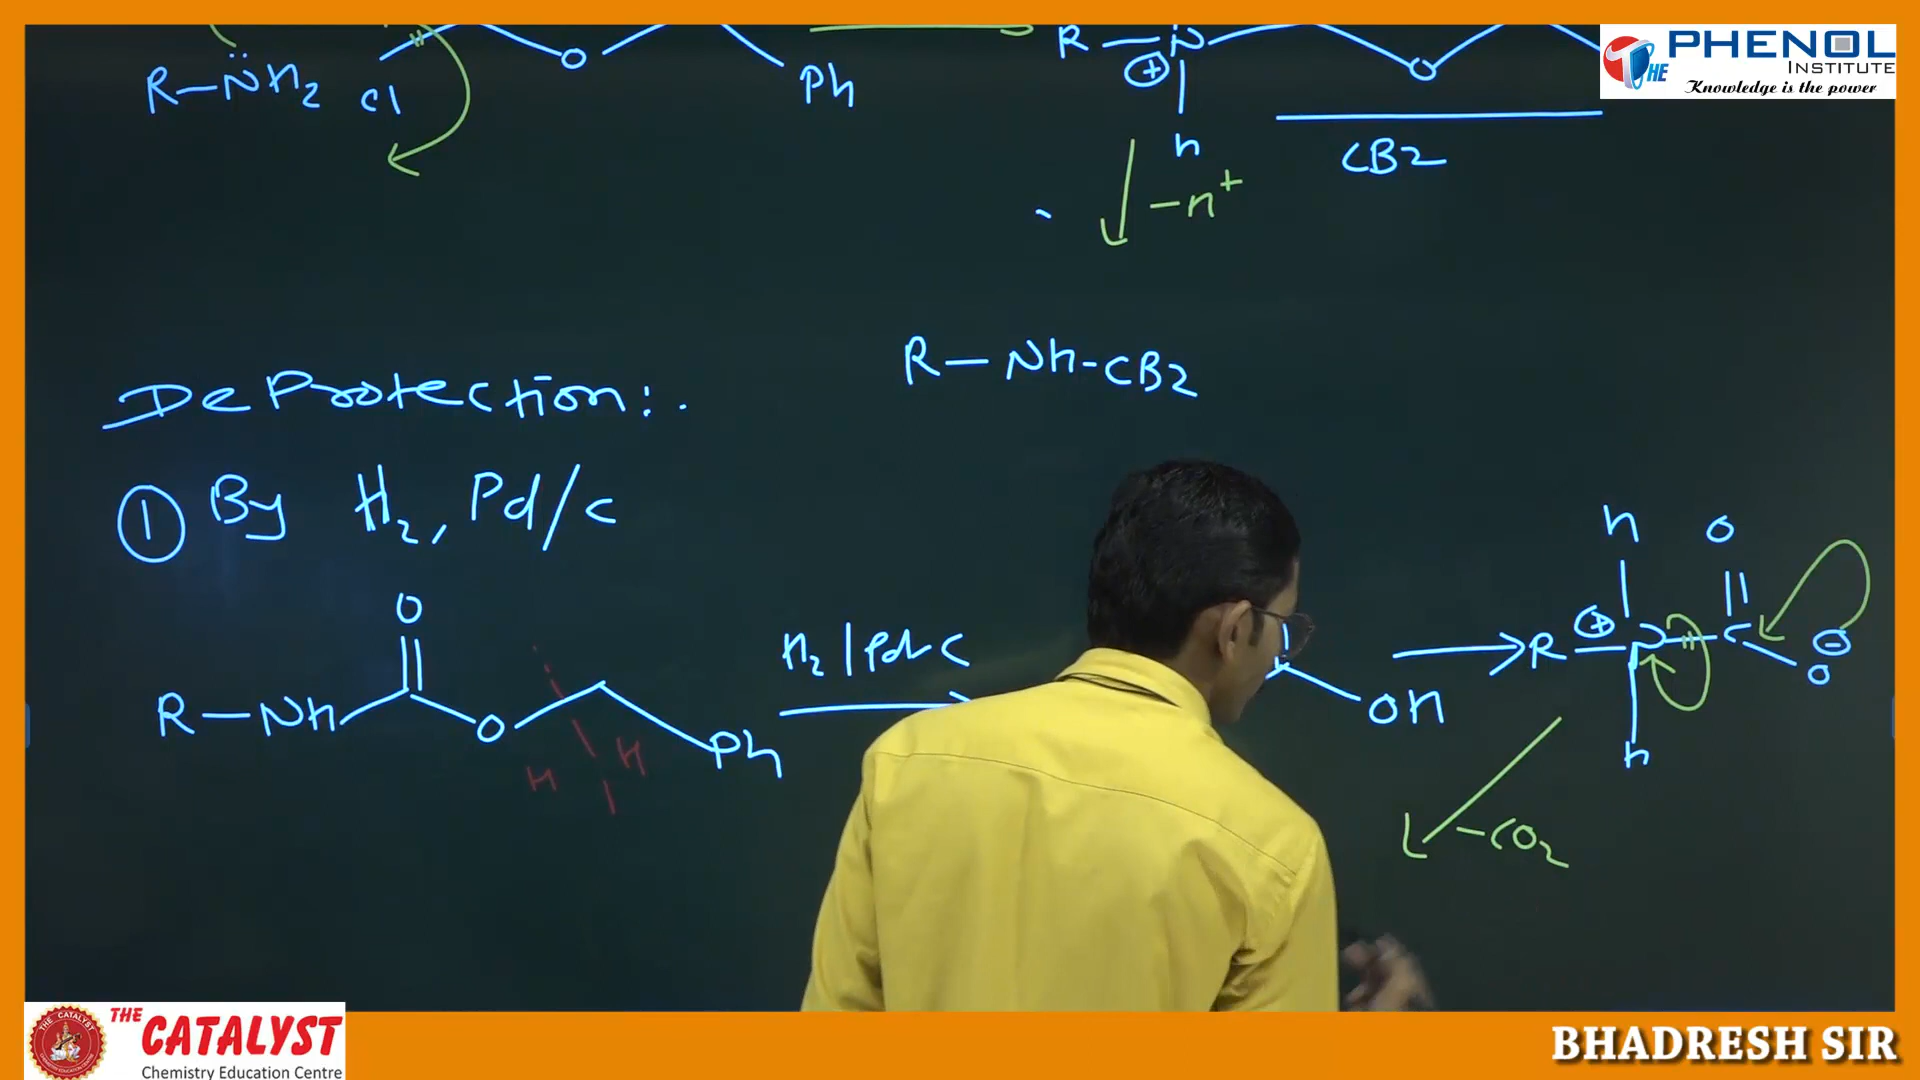 R-N̈H₂ Cl O Ph
R-N-H ⊕ O
CBZ
-H⁺
R-NH-CBZ
DeProtection:.
① By H₂, Pd/C
O
R-NH O Ph
H H
H₂/Pd-C
OH
H O
R-N⊕-C O⊖
H
-CO₂
THE PHENOL INSTITUTE
Knowledge is the power
THE CATALYST
Chemistry Education Centre
BHADRESH SIR